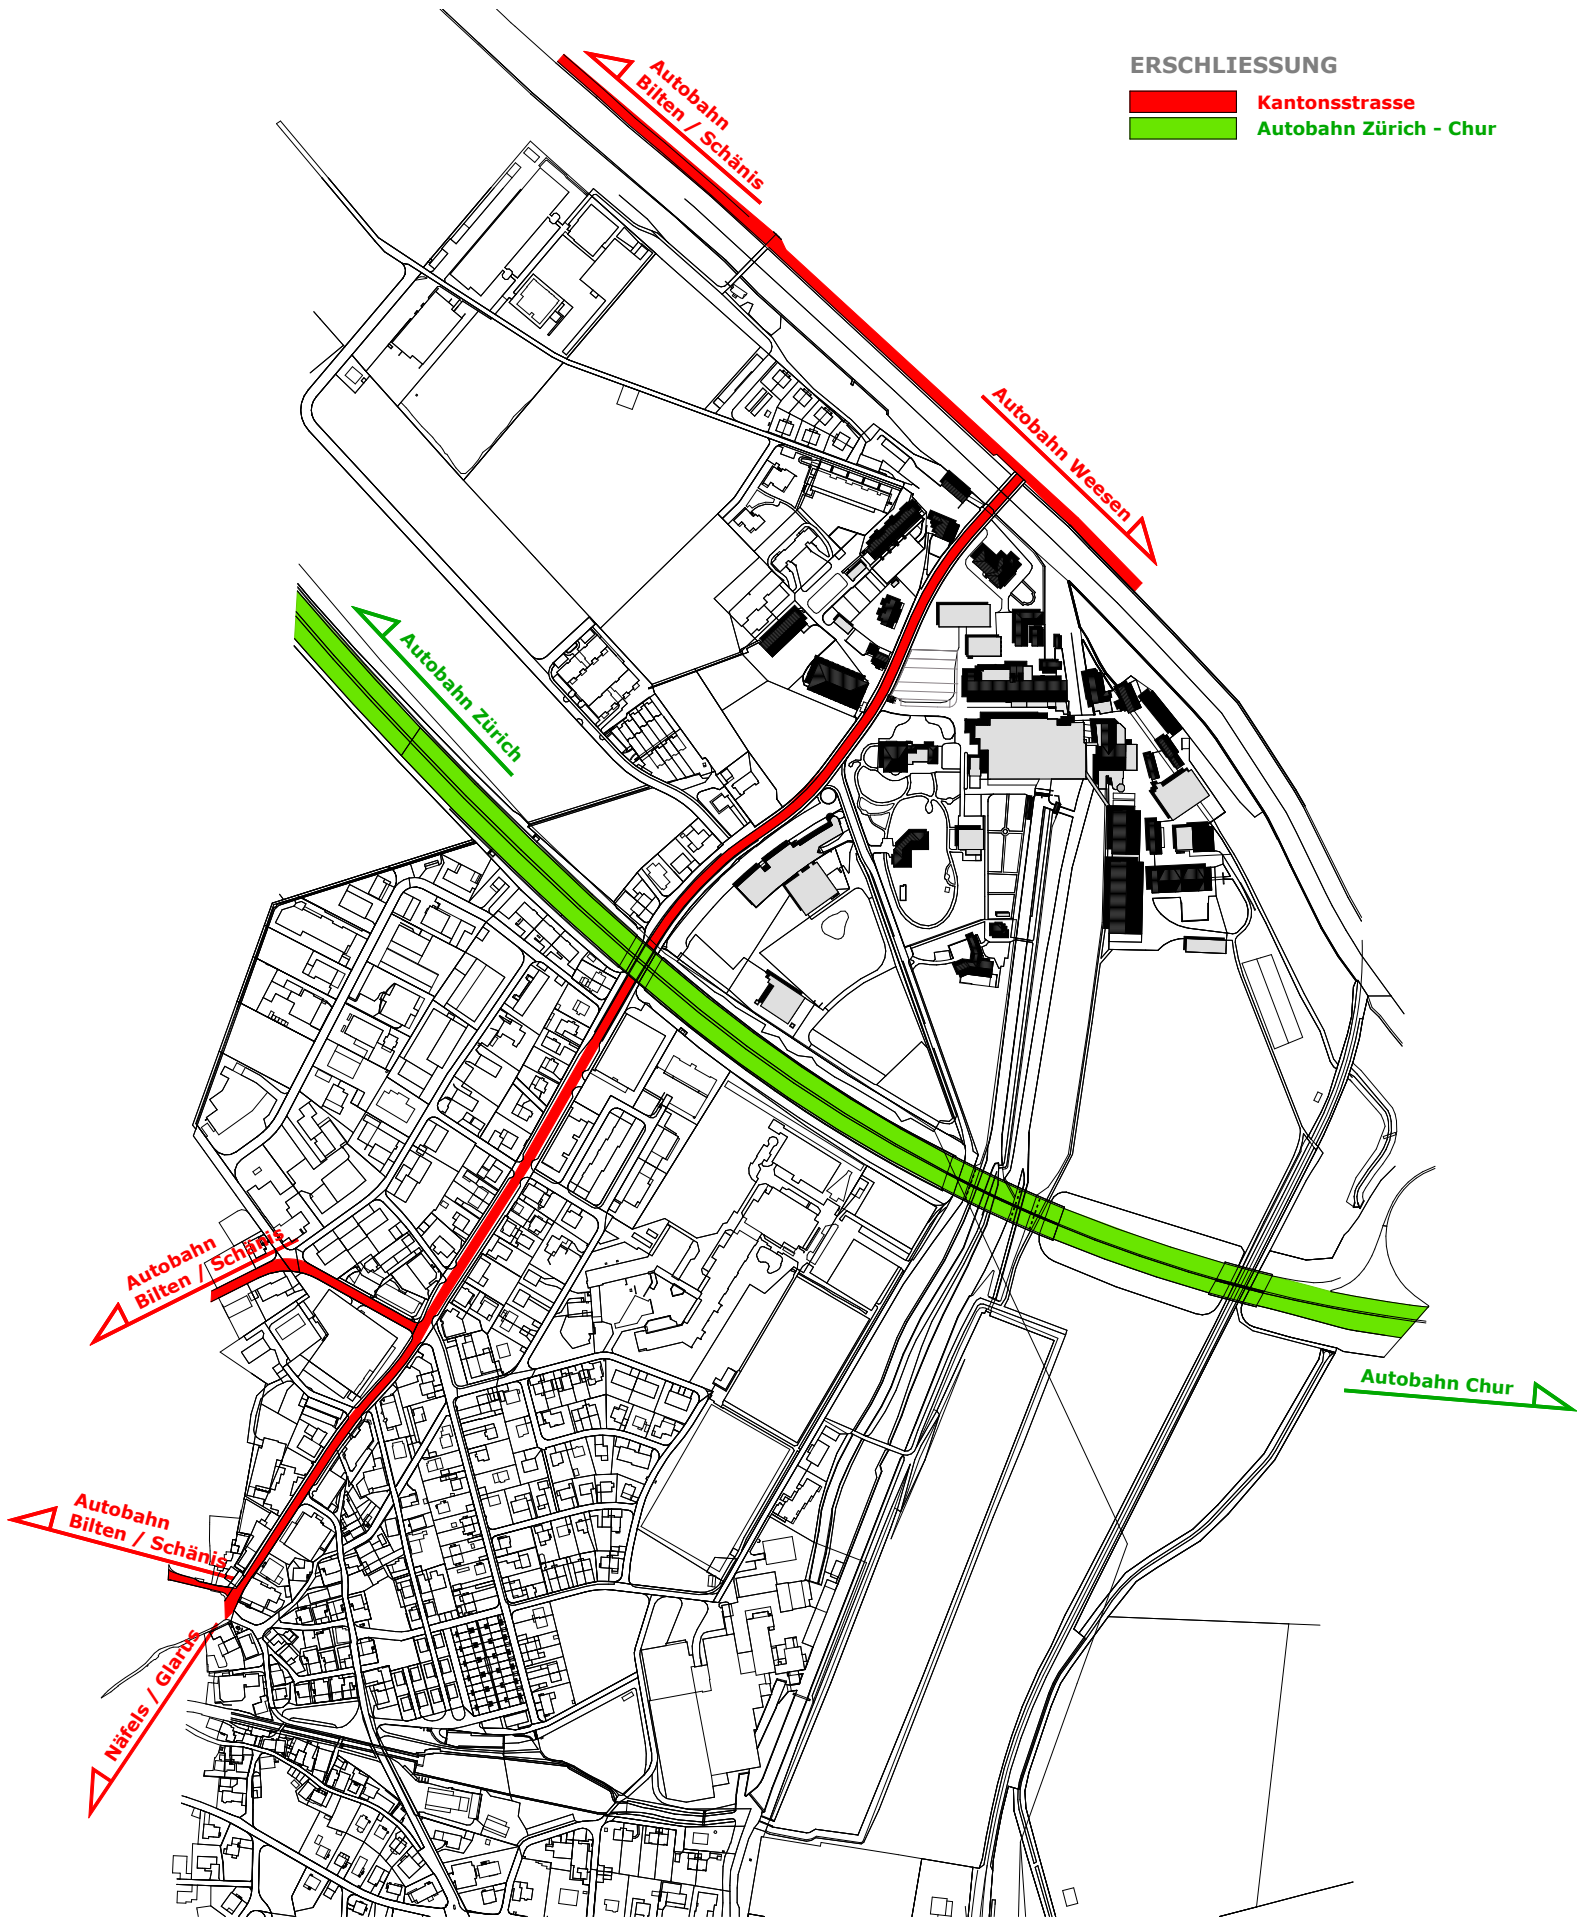 ERSCHLIESSUNG
Kantonsstrasse
Autobahn Zürich - Chur
Autobahn
Bilten / Schänis
Autobahn Weesen
Autobahn Zürich
Autobahn
Bilten / Schänis
Autobahn Chur
Autobahn
Bilten / Schänis
Näfels / Glarus